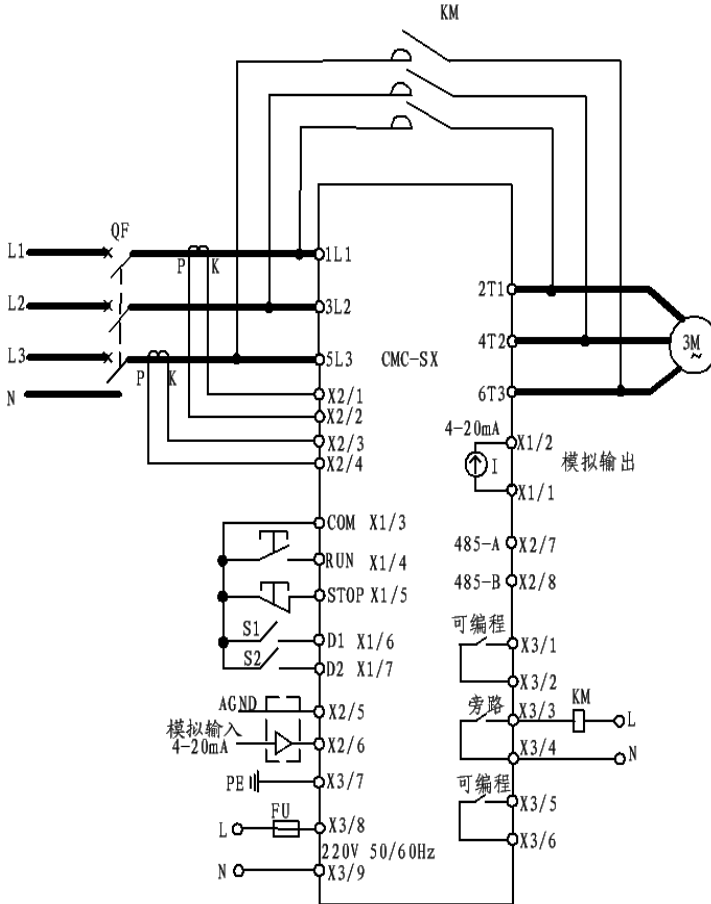 KM
QF
L1
P K
1L1
L2
3L2
2T1
L3
P K
5L3
CMC-SX
4T2
3M
~
N
X2/1
6T3
X2/2
4-20mA
X2/3
X1/2
X2/4
I
模拟输出
X1/1
COM X1/3
485-A X2/7
RUN X1/4
485-B X2/8
STOP X1/5
可编程
S1
D1 X1/6
X3/1
S2
D2 X1/7
X3/2
AGND
X2/5
旁路
X3/3
KM
L
模拟输入
4-20mA
X2/6
X3/4
N
PE
X3/7
可编程
FU
X3/5
L
X3/8
X3/6
220V 50/60Hz
N
X3/9